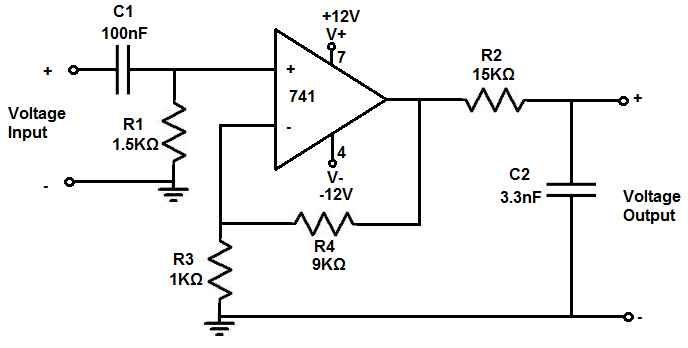 C1
100nF
+12V
V+
7
+
Voltage
Input
-
R1
1.5KΩ
+
741
-
4
V-
-12V
R2
15KΩ
+
C2
3.3nF
Voltage
Output
-
R3
1KΩ
R4
9KΩ